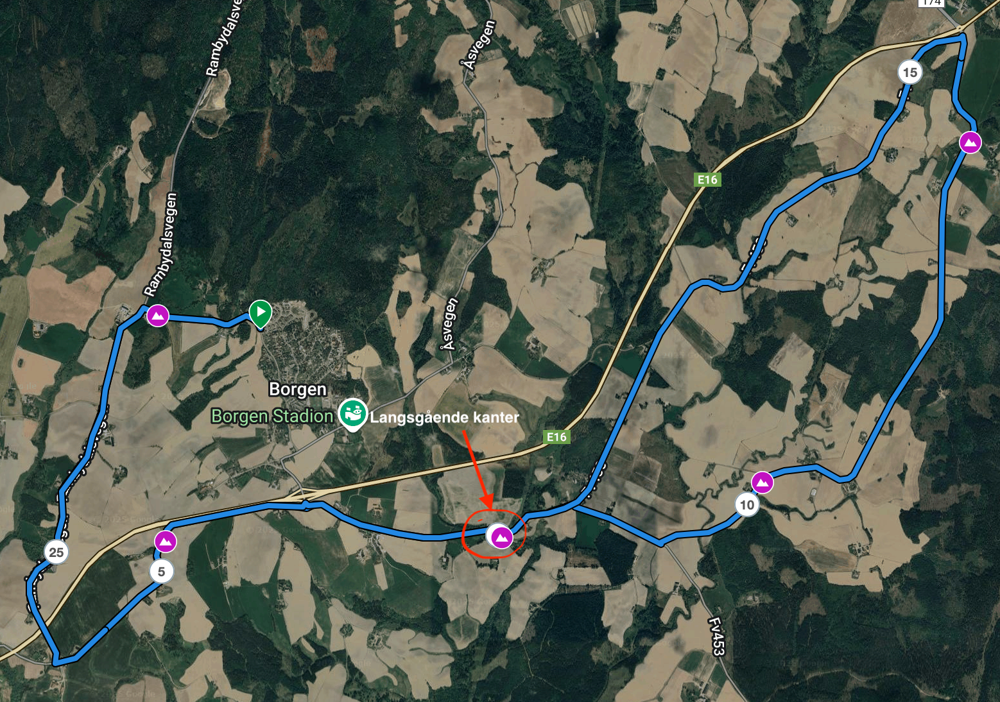 174
Rambydalsve
Åsvegen
15
E16
Rambydalsvegen
Åsvegen
Borgen
Borgen Stadion
Langsgående kanter
E16
10
25
5
Fv453